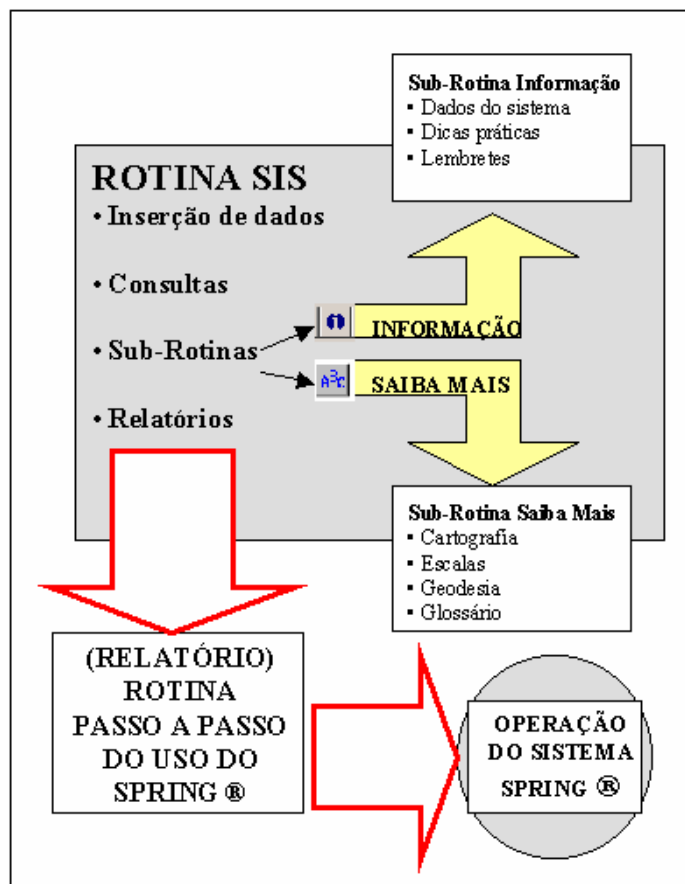 Sub-Rotina Informação
▪ Dados do sistema
▪ Dicas práticas
▪ Lembretes
ROTINA SIS
• Inserção de dados
• Consultas
• Sub-Rotinas
• Relatórios
INFORMAÇÃO
ABC
SAIBA MAIS
Sub-Rotina Saiba Mais
▪ Cartografia
▪ Escalas
▪ Geodesia
▪ Glossário
(RELATÓRIO)
ROTINA
PASSO A PASSO
DO USO DO
SPRING ®
OPERAÇÃO
DO SISTEMA
SPRING ®